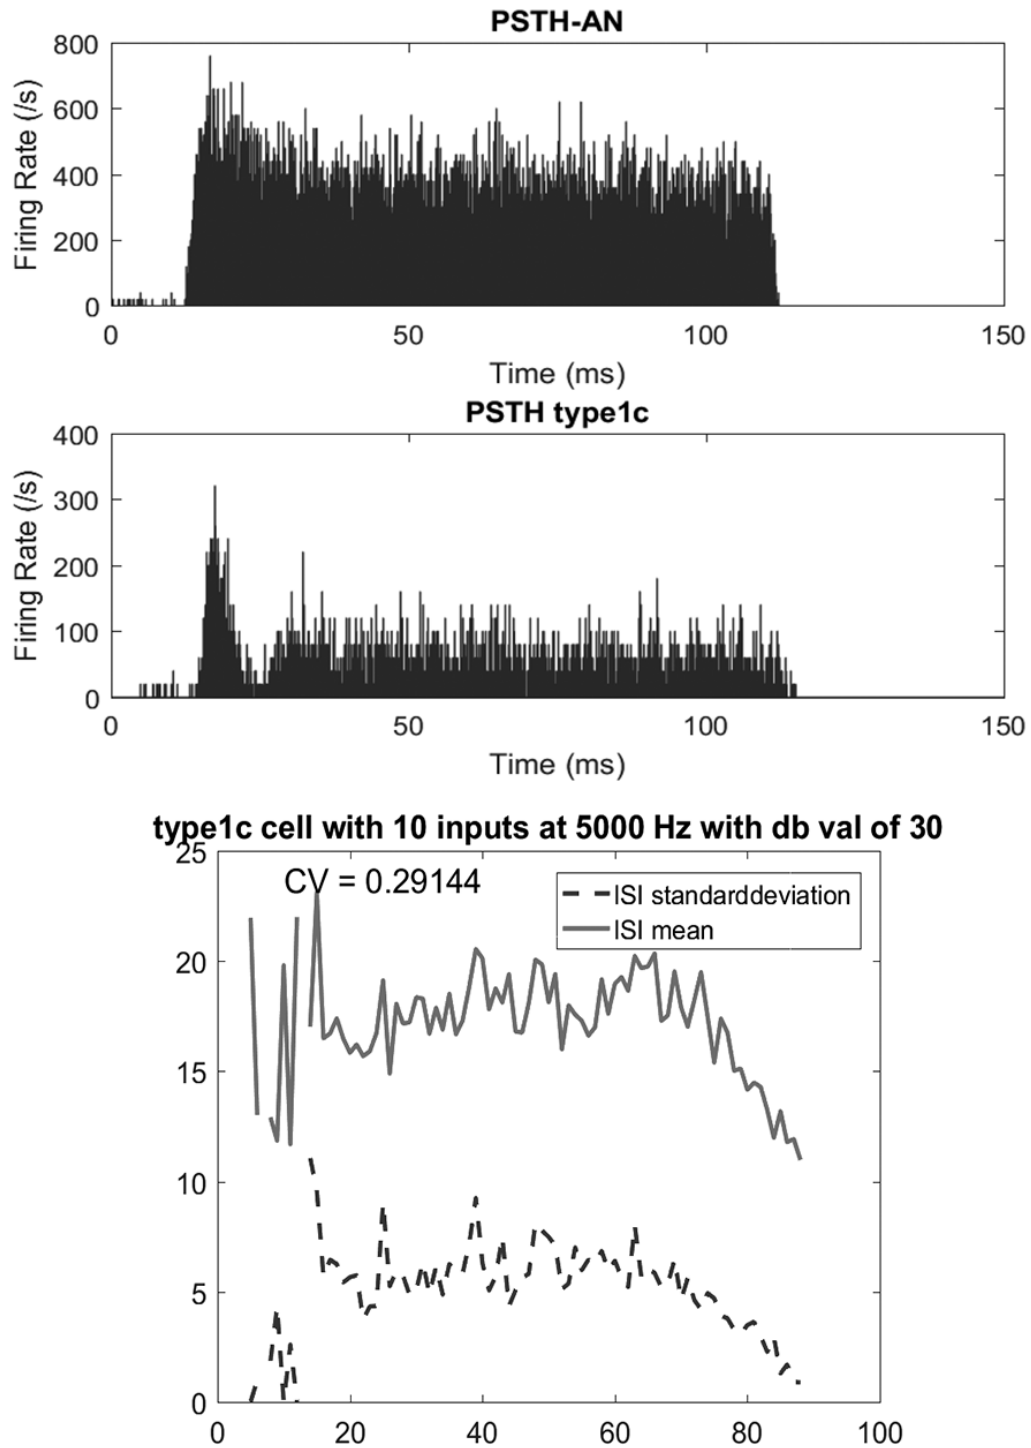 PSTH-AN
800
600
400
200
0
Firing Rate (/s)
0 50 100 150
Time (ms)
PSTH type1c
400
300
200
100
0
Firing Rate (/s)
0 50 100 150
Time (ms)
type1c cell with 10 inputs at 5000 Hz with db val of 30
25
CV = 0.29144
ISI standarddeviation
ISI mean
20
15
10
5
0
0 20 40 60 80 100